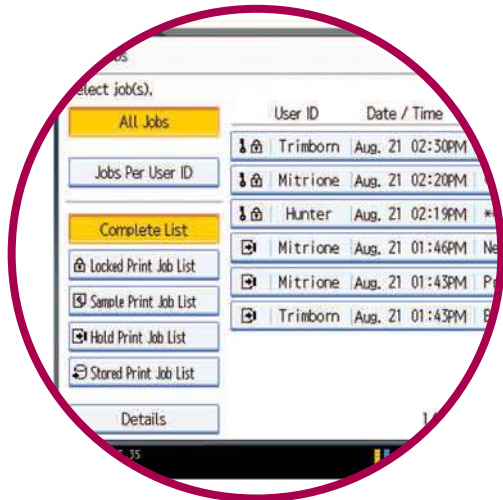 elect job(s).
User ID Date / Time
All Jobs
Trimborn Aug. 21 02:30PM
Jobs Per User ID
Mitrione Aug. 21 02:20PM
Hunter Aug. 21 02:19PM
Complete List
Mitrione Aug. 21 01:46PM Ne
Locked Print Job List
Mitrione Aug. 21 01:43PM
Sample Print Job List
Trimborn Aug. 21 01:43PM
Hold Print Job List
Stored Print Job List
Details
1/
35